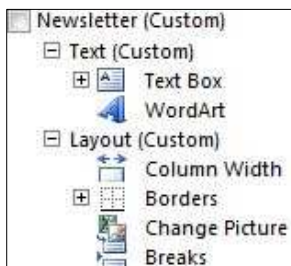 Newsletter (Custom)
Text (Custom)
Text Box
WordArt
Layout (Custom)
Column Width
Borders
Change Picture
Breaks